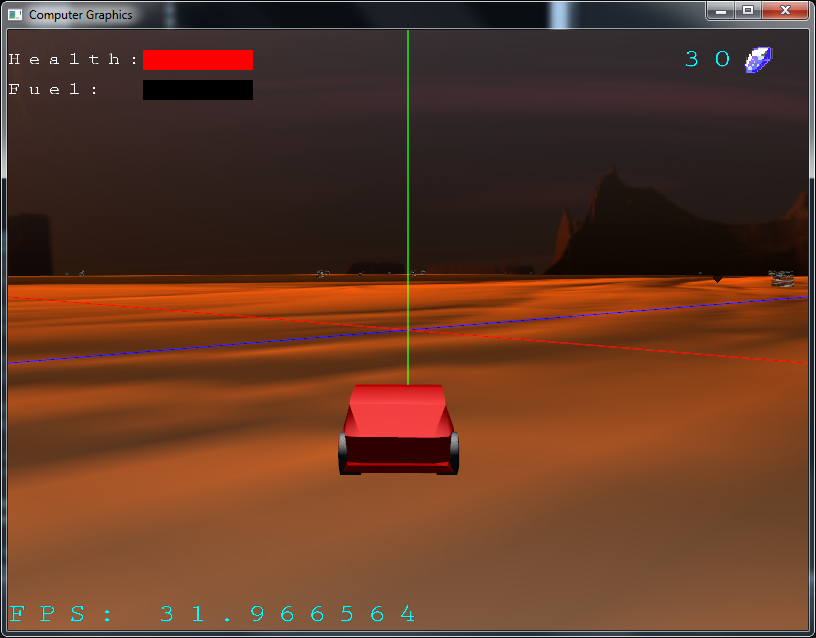 Computer Graphics
Health:
30
Fuel:
FPS: 31.966564